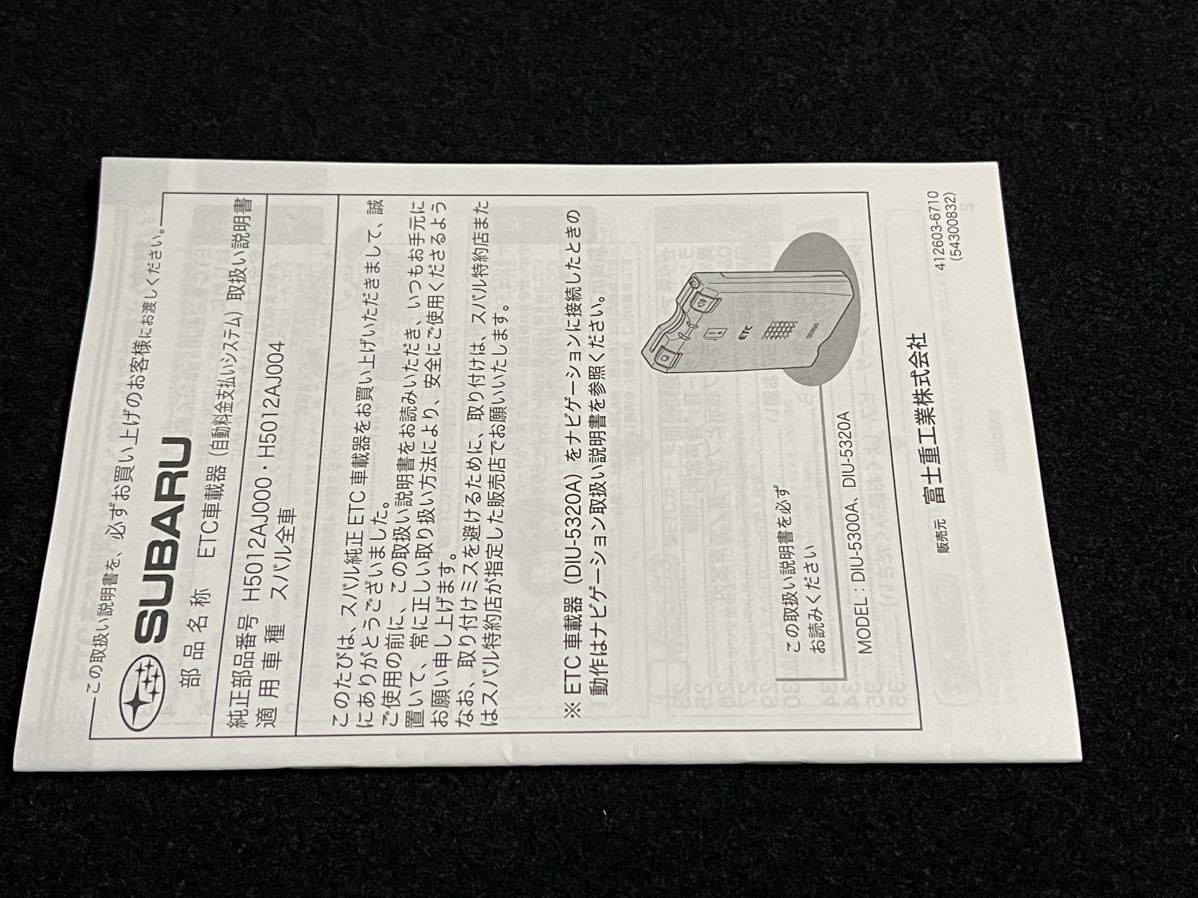 この取扱い説明書を、必ずお買い上げのお客様にお渡しください。
SUBARU
部品名称 ETC車載器（自動料金支払いシステム）取扱い説明書
純正部品番号 H5012AJ000・H5012AJ004
適用車種 スバル全車
このたびは、スバル純正ETC車載器をお買い上げいただきまして、誠
にありがとうございました。
ご使用の前に、この取扱い説明書をお読みいただき、いつもお手元に
置いて、常に正しい取り扱い方法により、安全にご使用くださるよう
お願い申し上げます。
なお、取り付けミスを避けるために、取り付けは、スバル特約店また
はスバル特約店が指定した販売店でお願いいたします。
※ ETC車載器（DIU-5320A）をナビゲーションに接続したときの
動作はナビゲーション取扱い説明書を参照ください。
ETC
この取扱い説明書を必ず
お読みください
MODEL : DIU-5300A、DIU-5320A
販売元 富士重工業株式会社
412603-6710
(54300832)